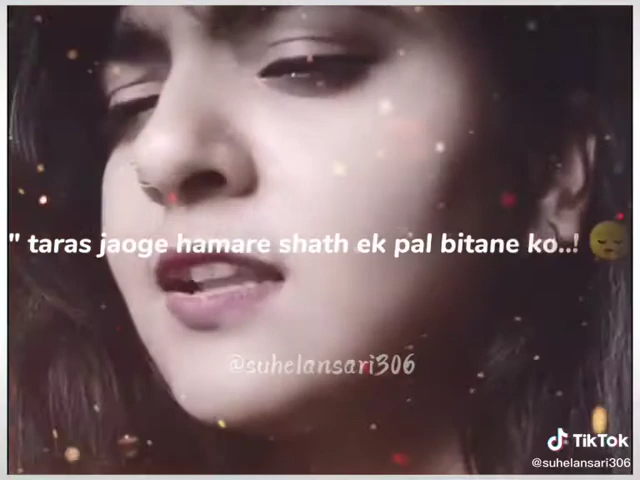 " taras jaoge hamare shath ek pal bitane ko..! 😔
@suhelansari306
TikTok
@suhelansari306